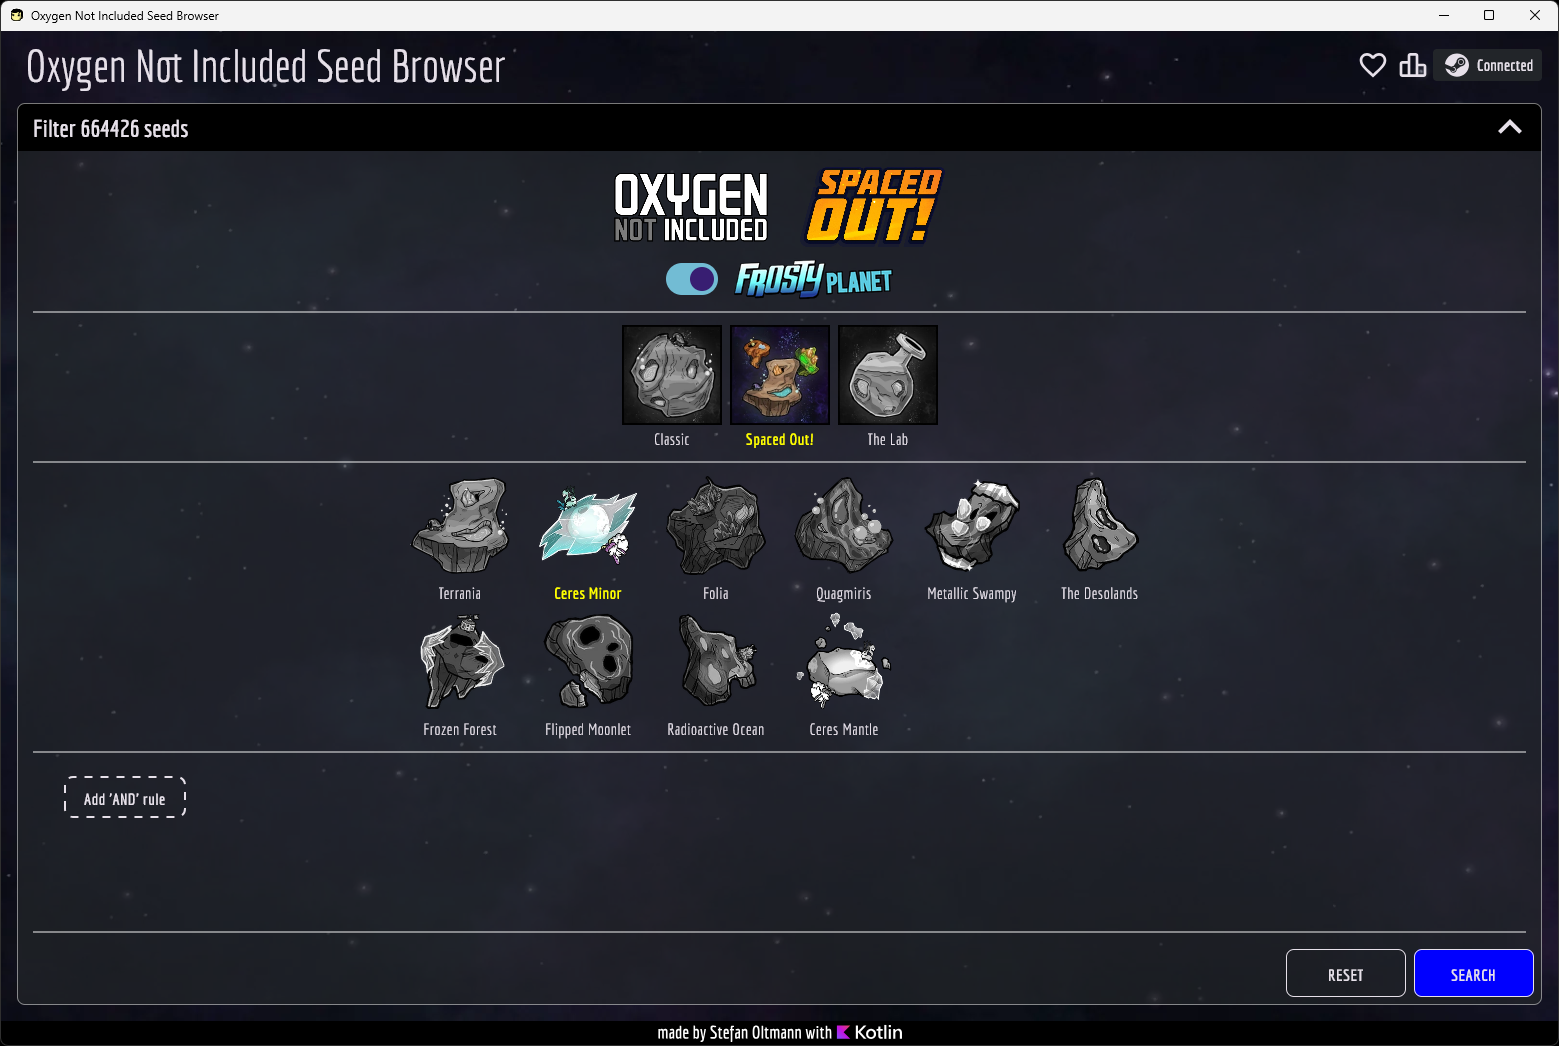 Oxygen Not Included Seed Browser
Oxygen Not Included Seed Browser
Connected
Filter 664426 seeds
OXYGEN NOT INCLUDED
SPACED OUT!
FROSTY PLANET
Classic
Spaced Out!
The Lab
Terrania
Ceres Minor
Folia
Quagmiris
Metallic Swampy
The Desolands
Frozen Forest
Flipped Moonlet
Radioactive Ocean
Ceres Mantle
Add 'AND' rule
RESET
SEARCH
made by Stefan Oltmann with Kotlin